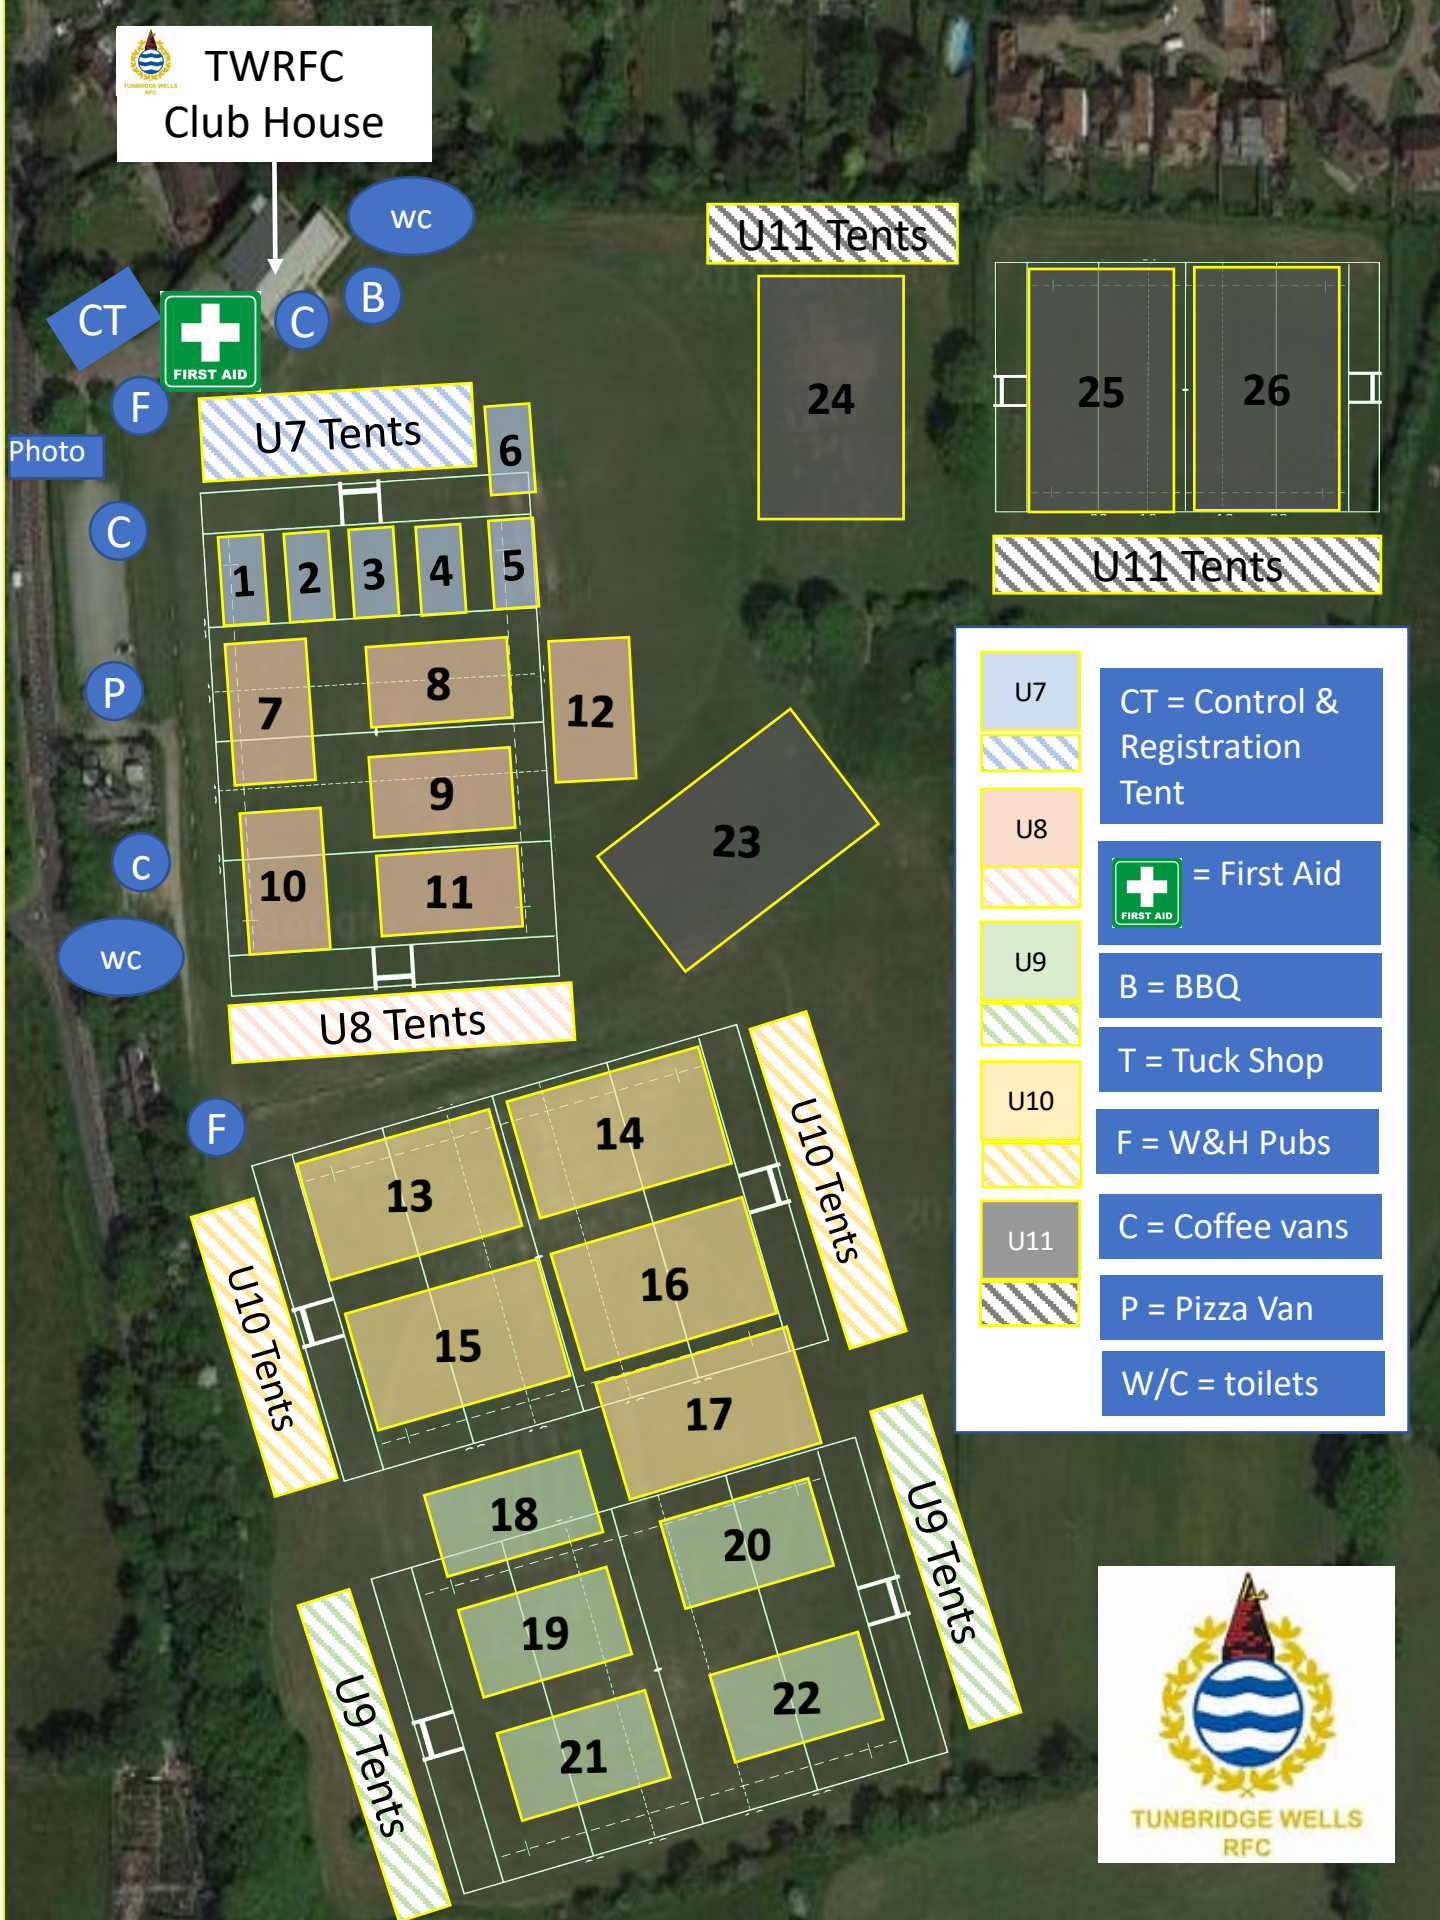 TUNBRIDGE WELLS
RFC
TWRFC
Club House
wc
B
C
CT
FIRST AID
F
Photo
U7 Tents
6
C
1
2
3
4
5
P
7
8
12
9
c
10
11
wc
U8 Tents
F
U11 Tents
24
25
26
U11 Tents
23
13
14
15
16
17
U10 Tents
U10 Tents
18
19
20
21
22
U9 Tents
U9 Tents
U7
U8
U9
U10
U11
CT = Control &
Registration
Tent
FIRST AID
= First Aid
B = BBQ
T = Tuck Shop
F = W&H Pubs
C = Coffee vans
P = Pizza Van
W/C = toilets
TUNBRIDGE WELLS
RFC